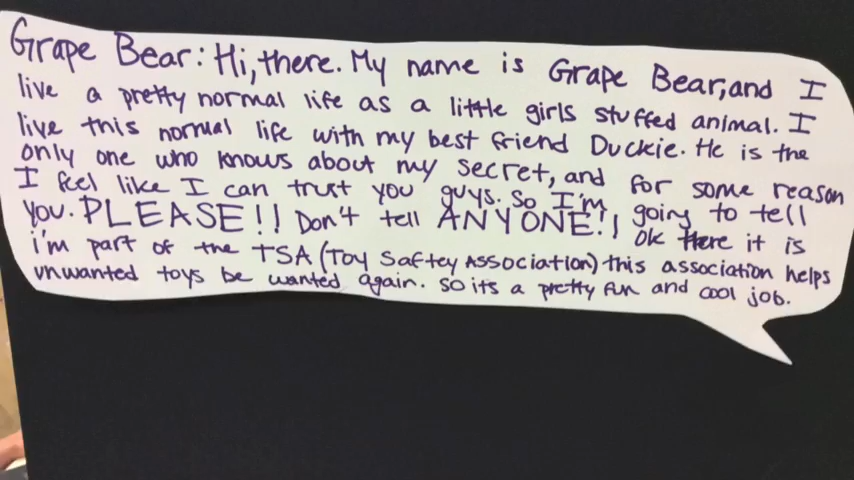 Grape Bear: Hi, there. My name is Grape Bear, and I
live a pretty normal life as a little girls stuffed animal. I
live this normal life with my best friend Duckie. He is the
only one who knows about my secret, and for some reason
I feel like I can trust you guys. So I'm going to tell
you. PLEASE!! Don't tell ANYONE!! Ok Here it is
i'm part of the TSA (Toy Saftey Association) this association helps
unwanted toys be wanted again. So its a pretty fun and cool job.